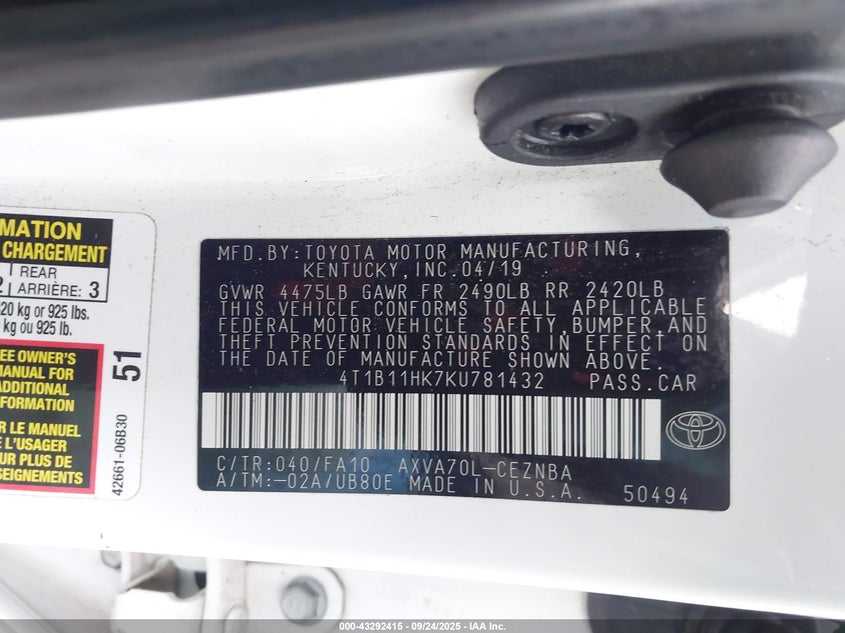 MATION
CHARGEMENT
REAR
2 ARRIÈRE: 3
20 kg or 925 lbs.
kg ou 925 lb.
EE OWNER'S
MANUAL FOR
ADDITIONAL
NFORMATION
R LE MANUEL
L'USAGER
UR PLUS DE
SEIGNEMENTS
51
42661-06B30
MFD.BY:TOYOTA MOTOR MANUFACTURING,
KENTUCKY,INC.04/19
GVWR 4475LB GAWR FR 2490LB RR 2420LB
THIS VEHICLE CONFORMS TO ALL APPLICABLE
FEDERAL MOTOR VEHICLE SAFETY,BUMPER,AND
THEFT PREVENTION STANDARDS IN EFFECT ON
THE DATE OF MANUFACTURE SHOWN ABOVE.
4T1B11HK7KU781432 PASS.CAR
C/TR:040/FA10 AXVA70L-CEZNBA
A/TM:-02A/UB80E MADE IN U.S.A. 50494
000-43292415 - 09/24/2025 - IAA Inc.